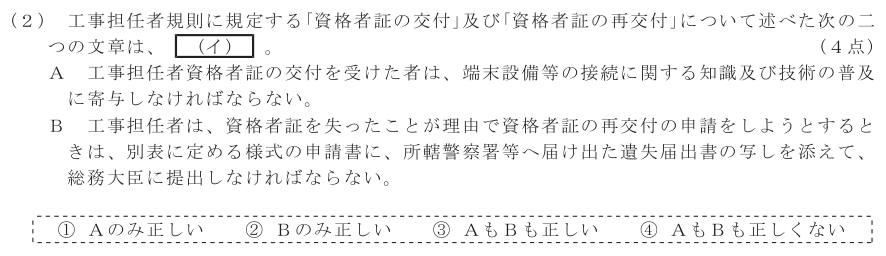 (２)　工事担任者規則に規定する｢資格者証の交付｣及び｢資格者証の再交付｣について述べた次の二
つの文章は、 (イ) 。　(４点)
Ａ　工事担任者資格者証の交付を受けた者は、端末設備等の接続に関する知識及び技術の普及
に寄与しなければならない。
Ｂ　工事担任者は、資格者証を失ったことが理由で資格者証の再交付の申請をしようとすると
きは、別表に定める様式の申請書に、所轄警察署等へ届け出た遺失届出書の写しを添えて、
総務大臣に提出しなければならない。
① Ａのみ正しい　② Ｂのみ正しい　③ ＡもＢも正しい　④ ＡもＢも正しくない